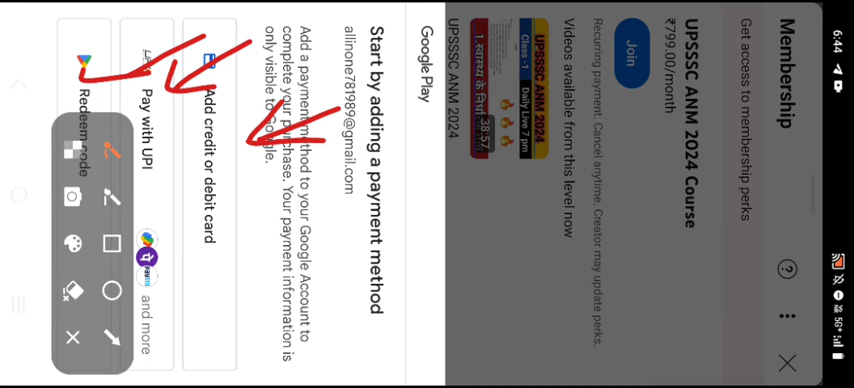 6:44
5G+
Membership
Get access to membership perks
UPSSSC ANM 2024 Course
₹799.00/month
Join
Recurring payment. Cancel anytime. Creator may update perks.
Videos available from this level now
UPSSSC ANM 2024
Class -1 Daily Live 7 pm
1. स्वास्थ्य के निर्धा
38:57
UPSSSC ANM 2024
Google Play
Start by adding a payment method
allinone781989@gmail.com
Add a payment method to your Google Account to
complete your purchase. Your payment information is
only visible to Google.
Add credit or debit card
Pay with UPI
Paytm
and more
Redeem code